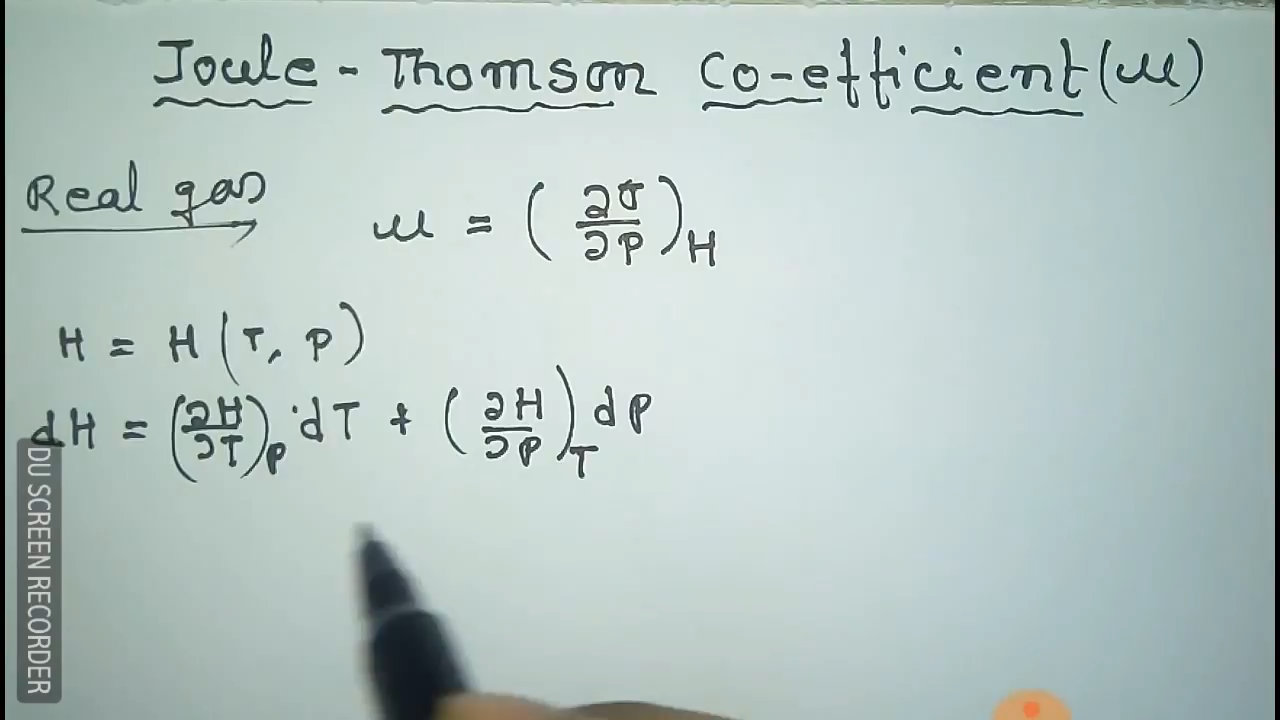 Joule - Thomson Co-efficient (μ)
Real gas
μ = (∂T/∂P)_H
H = H(T, P)
dH = (∂H/∂T)_P · dT + (∂H/∂P)_T dP
DU SCREEN RECORDER